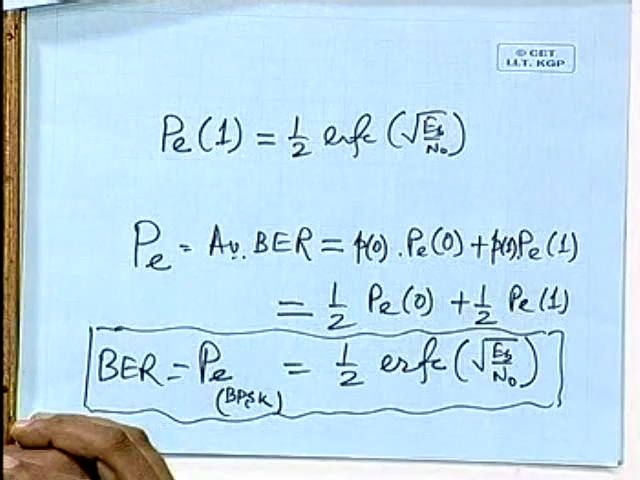 © CET
I.I.T. KGP
Pe(1) = 1/2 erfc (√(Eb/N0))
Pe = Av. BER = p(0) . Pe(0) + p(1) Pe(1)
= 1/2 Pe(0) + 1/2 Pe(1)
BER = Pe = 1/2 erfc (√(Eb/N0))
(BPSK)